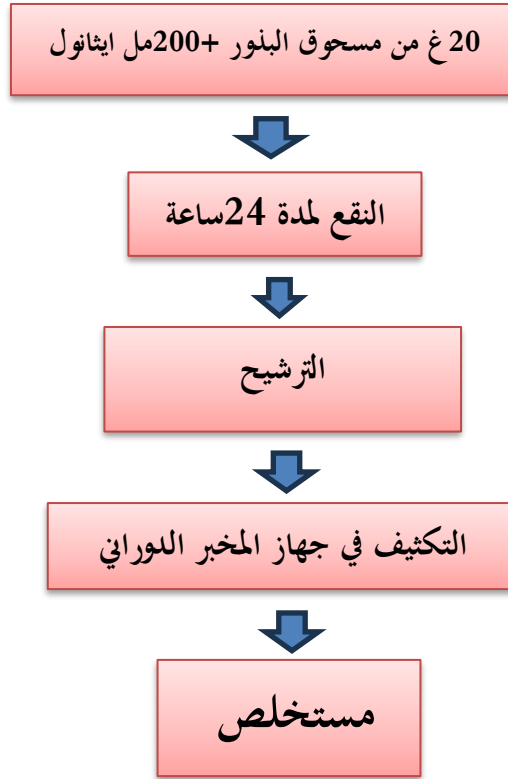 20غ من مسحوق البذور +200مل ايثانول
النقع لمدة 24ساعة
الترشيح
التكثيف في جهاز المخبر الدوراني
مستخلص